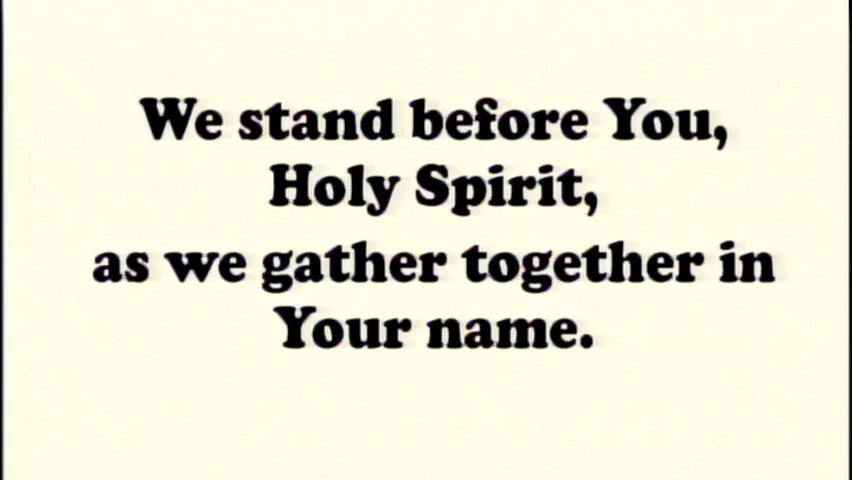 We stand before You,
Holy Spirit,
as we gather together in
Your name.